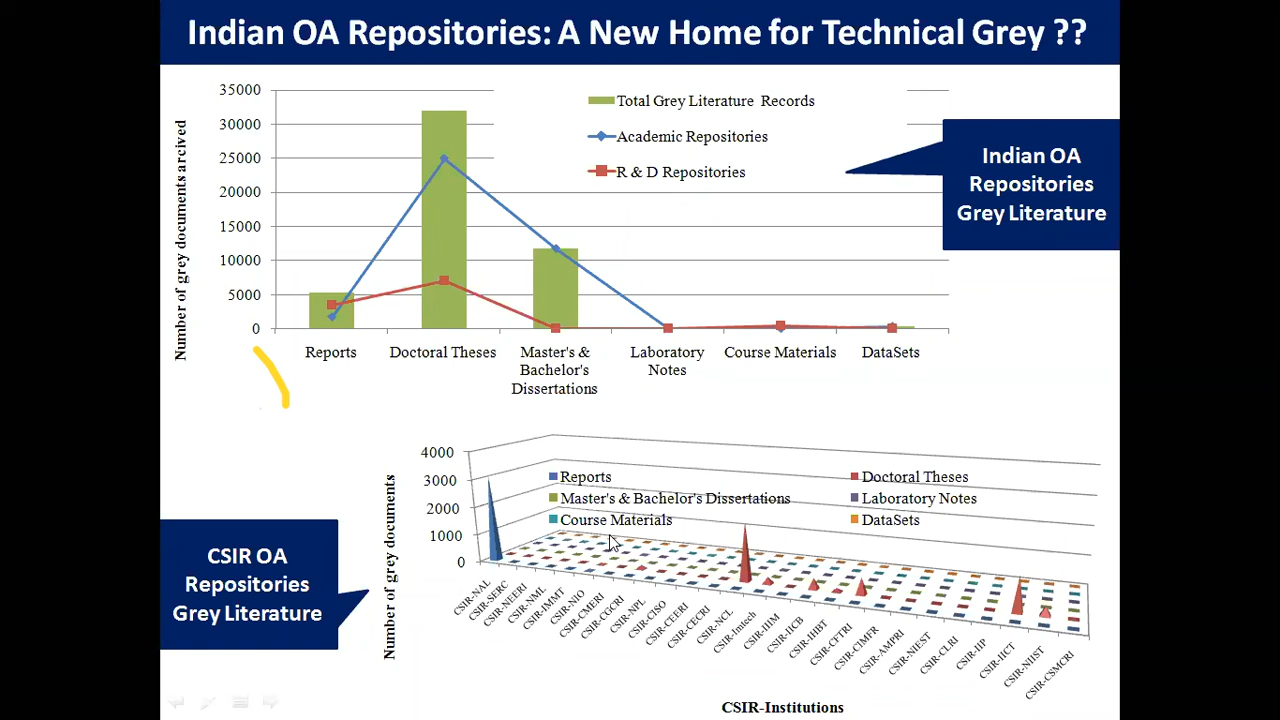 Indian OA Repositories: A New Home for Technical Grey ??
35000
30000
25000
20000
15000
10000
5000
0
Number of grey documents arcived
Total Grey Literature Records
Academic Repositories
R & D Repositories
Indian OA
Repositories
Grey Literature
Reports
Doctoral Theses
Master's &
Bachelor's
Dissertations
Laboratory
Notes
Course Materials
DataSets
CSIR OA
Repositories
Grey Literature
4000
3000
2000
1000
0
Number of grey documents
Reports
Doctoral Theses
Master's & Bachelor's Dissertations
Laboratory Notes
Course Materials
DataSets
CSIR-NAL
CSIR-SERC
CSIR-NEERI
CSIR-NML
CSIR-IMMT
CSIR-NIO
CSIR-CMERI
CSIR-CGCRI
CSIR-NPL
CSIR-CISO
CSIR-CEERI
CSIR-CECRI
CSIR-NCL
CSIR-Imtech
CSIR-IIIM
CSIR-IICB
CSIR-IHBT
CSIR-CFTRI
CSIR-CIMFR
CSIR-AMPRI
CSIR-NIEST
CSIR-CLRI
CSIR-IIP
CSIR-IICT
CSIR-NIIST
CSIR-CSMCRI
CSIR-Institutions